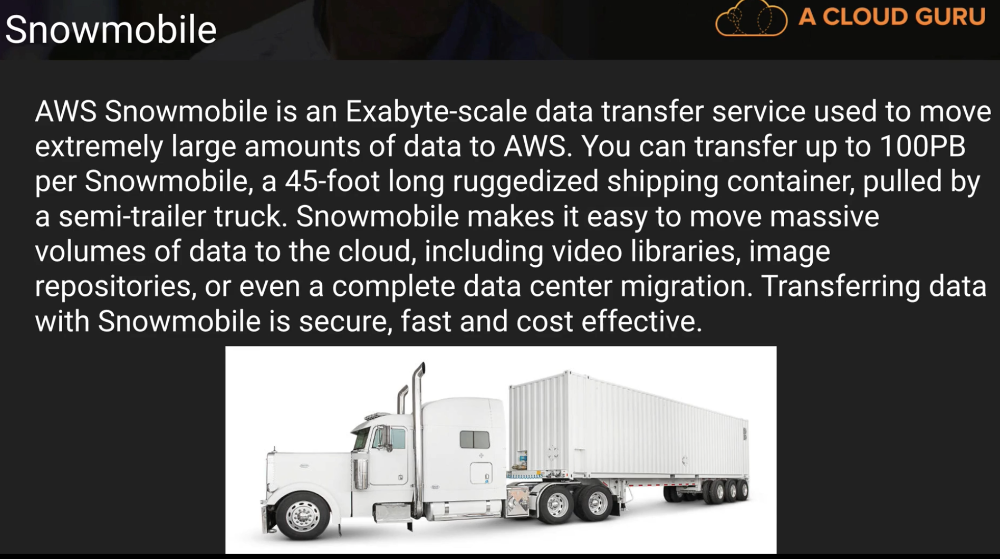 Snowmobile
A CLOUD GURU
AWS Snowmobile is an Exabyte-scale data transfer service used to move
extremely large amounts of data to AWS. You can transfer up to 100PB
per Snowmobile, a 45-foot long ruggedized shipping container, pulled by
a semi-trailer truck. Snowmobile makes it easy to move massive
volumes of data to the cloud, including video libraries, image
repositories, or even a complete data center migration. Transferring data
with Snowmobile is secure, fast and cost effective.